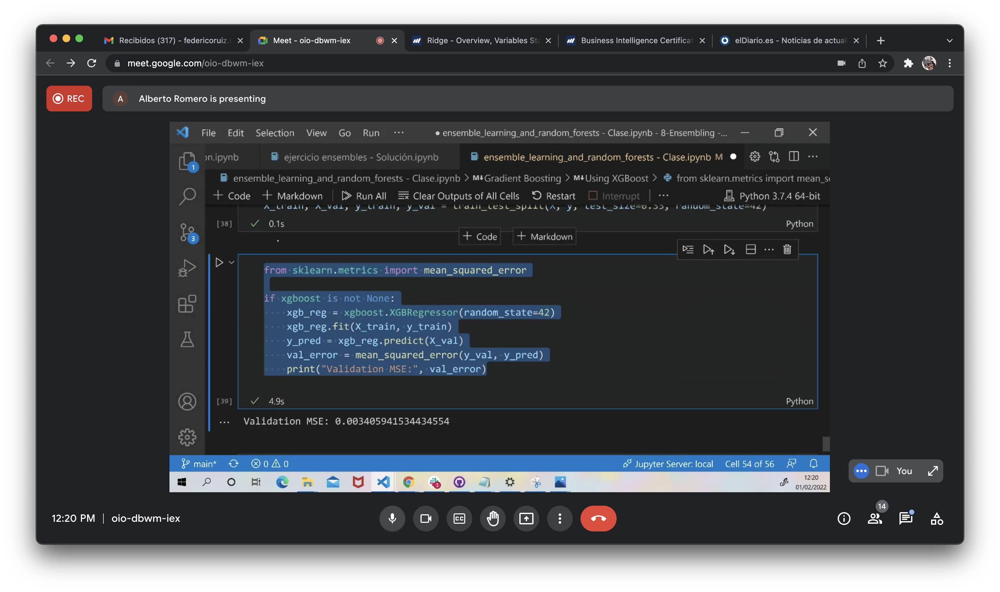 Recibidos (317) - federicoruiz.r
Meet - oio-dbwm-iex
Ridge - Overview, Variables Sta
Business Intelligence Certificat
elDiario.es - Noticias de actual
meet.google.com/oio-dbwm-iex
REC
A
Alberto Romero is presenting
File Edit Selection View Go Run ···
● ensemble_learning_and_random_forests - Clase.ipynb - 8-Ensembling -...
on.ipynb
ejercicio ensembles - Solución.ipynb
ensemble_learning_and_random_forests - Clase.ipynb M
1
ensemble_learning_and_random_forests - Clase.ipynb > M↓Gradient Boosting > M↓Using XGBoost > from sklearn.metrics import mean_s
+ Code + Markdown Run All Clear Outputs of All Cells Restart Interrupt ··· Python 3.7.4 64-bit
X_train, X_val, y_train, y_val = train_test_split(X, y, test_size=0.33, random_state=42)
[38] ✓ 0.1s Python
+ Code + Markdown
3
from sklearn.metrics import mean_squared_error
if xgboost is not None:
xgb_reg = xgboost.XGBRegressor(random_state=42)
xgb_reg.fit(X_train, y_train)
y_pred = xgb_reg.predict(X_val)
val_error = mean_squared_error(y_val, y_pred)
print("Validation MSE:", val_error)
[39] ✓ 4.9s Python
··· Validation MSE: 0.003405941534434554
main* 0 0 Jupyter Server: local Cell 54 of 56
1
12:20
01/02/2022
You
12:20 PM | oio-dbwm-iex
CC
14